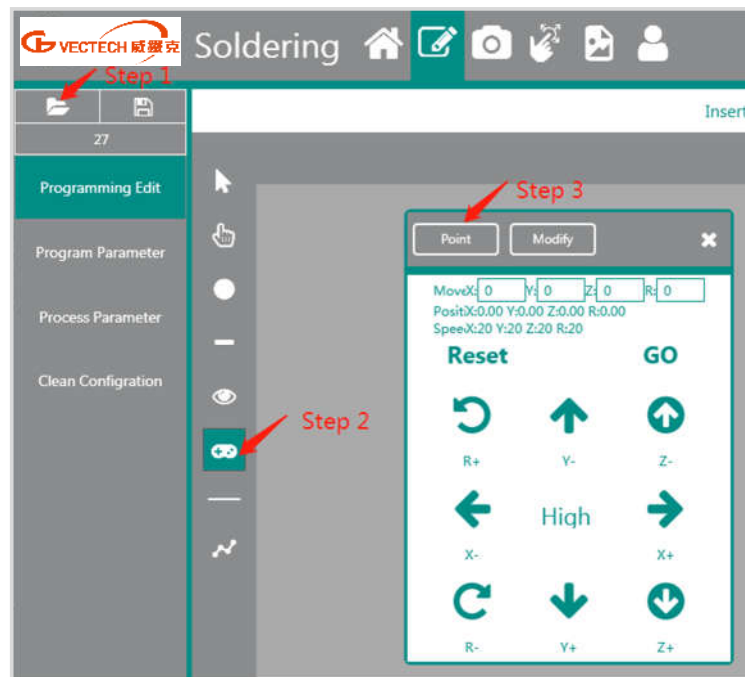 VECTECH 威鐵克 Soldering
Step 1
27
Insert
Programming Edit
Program Parameter
Process Parameter
Clean Configration
Step 2
Step 3
Point Modify
MoveX: 0 Y: 0 Z: 0 R: 0
PositiX:0.00 Y:0.00 Z:0.00 R:0.00
SpeeX:20 Y:20 Z:20 R:20
Reset GO
R+ Y- Z-
High
X- X+
R- Y+ Z+